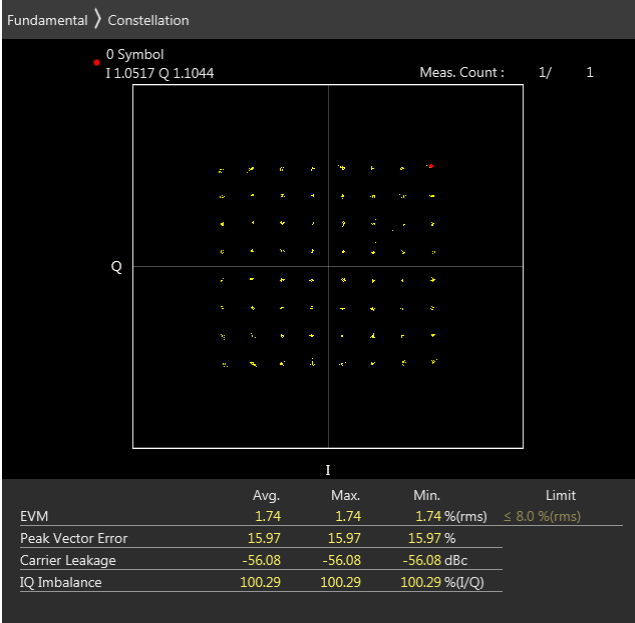 Fundamental 〉 Constellation
0 Symbol
I 1.0517 Q 1.1044
Meas. Count : 1/ 1
Q
I
Avg. Max. Min. Limit
EVM 1.74 1.74 1.74 %(rms) ≤ 8.0 %(rms)
Peak Vector Error 15.97 15.97 15.97 %
Carrier Leakage -56.08 -56.08 -56.08 dBc
IQ Imbalance 100.29 100.29 100.29 %(I/Q)